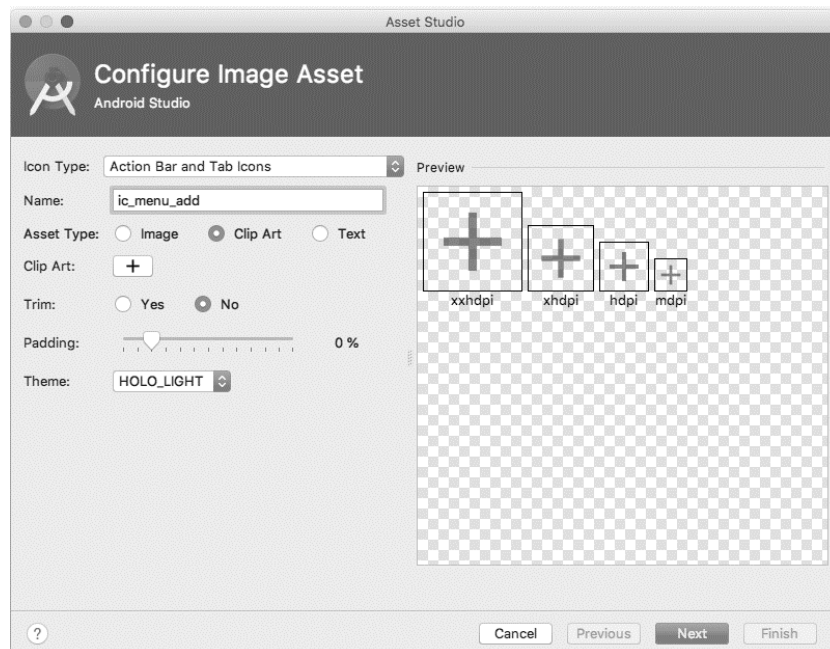 Asset Studio
Configure Image Asset
Android Studio
Icon Type: Action Bar and Tab Icons
Preview
Name: ic_menu_add
Asset Type: Image Clip Art Text
Clip Art:
xxhdpi xhdpi hdpi mdpi
Trim: Yes No
Padding: 0 %
Theme: HOLO_LIGHT
? Cancel Previous Next Finish